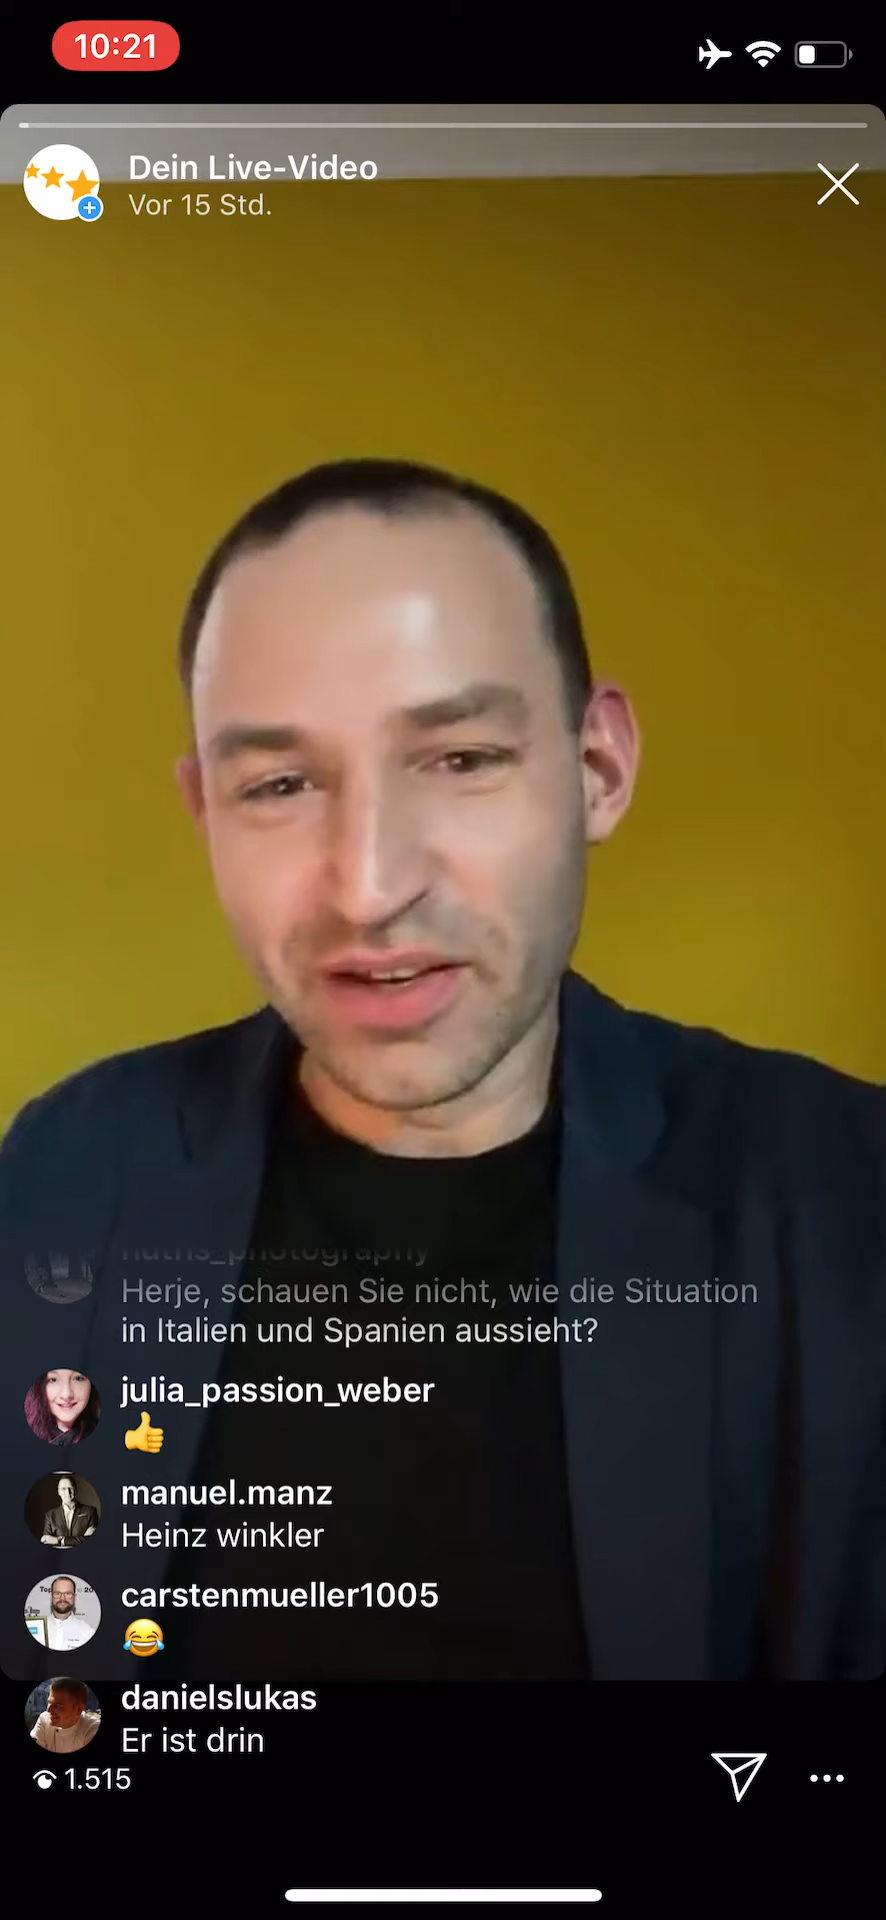 10:21
Dein Live-Video
Vor 15 Std.
Herje, schauen Sie nicht, wie die Situation
in Italien und Spanien aussieht?
julia_passion_weber
👍
manuel.manz
Heinz winkler
carstenmueller1005
😂
danielslukas
Er ist drin
1.515